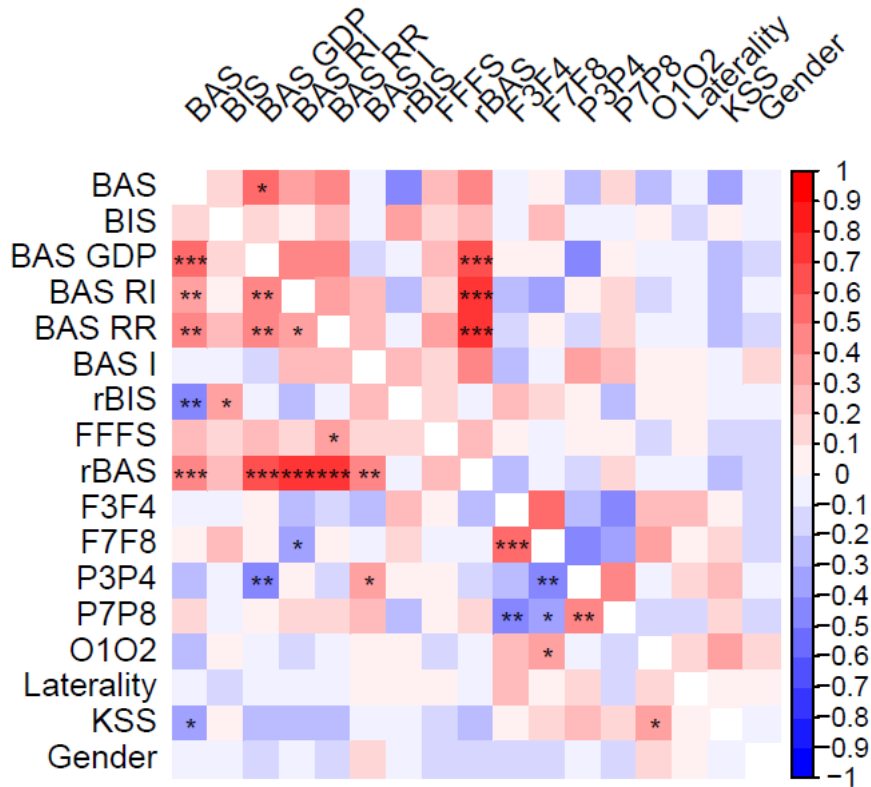 BAS
BIS
BAS GDP
BAS RI
BAS RR
BAS I
rBIS
FFFS
rBAS
F3F4
F7F8
P3P4
P7P8
O1O2
Laterality
KSS
Gender
BAS *
BIS
BAS GDP *** ***
BAS RI ** ** ***
BAS RR ** ** * ***
BAS I
rBIS ** *
FFFS *
rBAS *** *** *** *** **
F3F4
F7F8 * ***
P3P4 ** * **
P7P8 ** * **
O1O2 *
Laterality
KSS * *
Gender
1
0.9
0.8
0.7
0.6
0.5
0.4
0.3
0.2
0.1
0
−0.1
−0.2
−0.3
−0.4
−0.5
−0.6
−0.7
−0.8
−0.9
−1